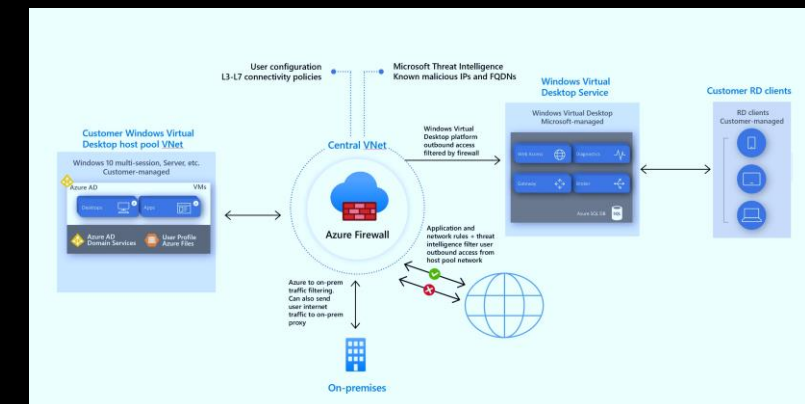 User configuration
L3-L7 connectivity policies
Microsoft Threat Intelligence
Known malicious IPs and FQDNs
Customer Windows Virtual
Desktop host pool VNet
Windows 10 multi-session, Server, etc.
Customer-managed
Azure AD
VMs
Desktops
Apps
Azure AD
Domain Services
User Profile
Azure Files
Central VNet
Azure Firewall
Windows Virtual
Desktop platform
outbound access
filtered by firewall
Windows Virtual
Desktop Service
Windows Virtual Desktop
Microsoft-managed
Web Access
Diagnostics
Gateway
Broker
Azure SQL DB
Customer RD clients
RD clients
Customer-managed
Application and
network rules + threat
intelligence filter user
outbound access from
host pool network
Azure to on-prem
traffic filtering.
Can also send
user internet
traffic to on-prem
proxy
On-premises